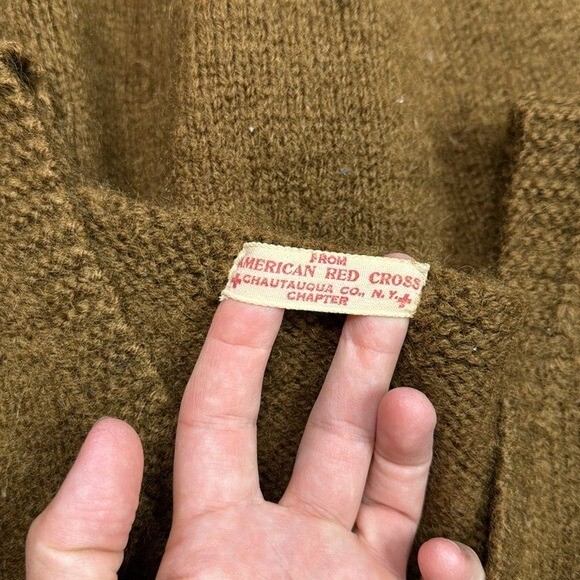 FROM
AMERICAN RED CROSS
CHAUTAUQUA CO., N.Y.
CHAPTER